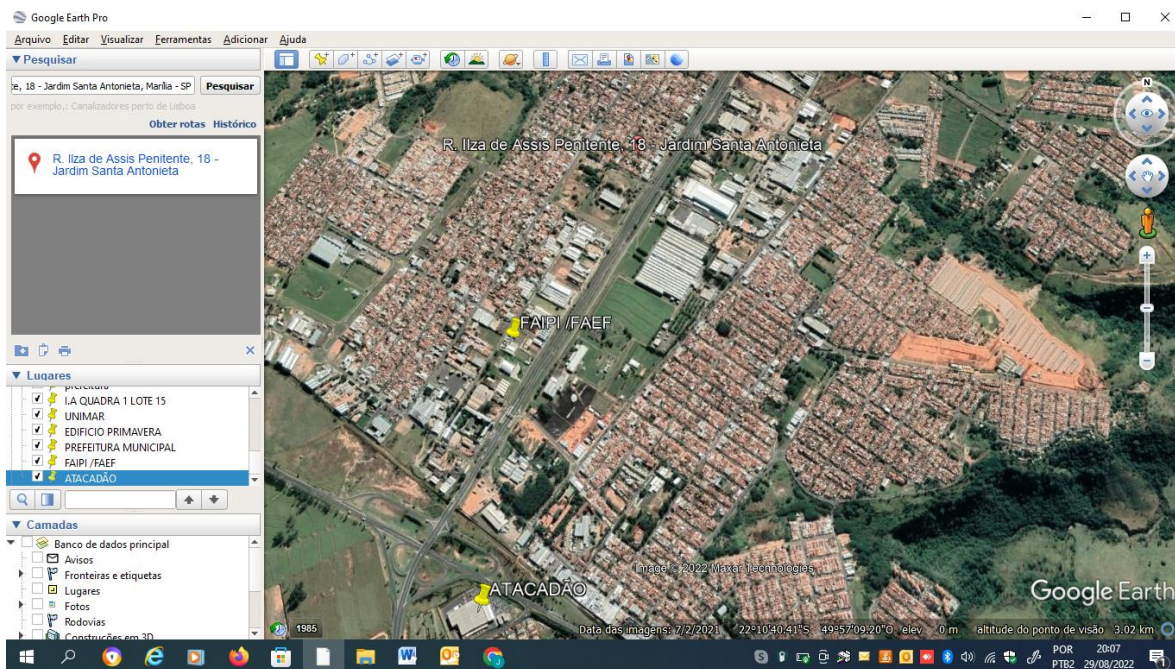 Google Earth Pro
Arquivo Editar Visualizar Ferramentas Adicionar Ajuda
Pesquisar
te, 18 - Jardim Santa Antonieta, Marília - SP Pesquisar
por exemplo,: Canalizadores perto de Lisboa
Obter rotas Histórico
R. Ilza de Assis Penitente, 18 -
Jardim Santa Antonieta
Lugares
prefeitura
I.A QUADRA 1 LOTE 15
UNIMAR
EDIFICIO PRIMAVERA
PREFEITURA MUNICIPAL
FAIPI /FAEF
ATACADÃO
Camadas
Banco de dados principal
Avisos
Fronteiras e etiquetas
Lugares
Fotos
Rodovias
Construções em 3D
R. Ilza de Assis Penitente, 18 - Jardim Santa Antonieta
N
FAIPI /FAEF
ATACADÃO
Image © 2022 Maxar Technologies
Google Earth
1985
Data das imagens: 7/2/2021 22°10'40.41"S 49°57'09.20"O elev 0 m altitude do ponto de visão 3.02 km
POR 20:07
PTB2 29/08/2022